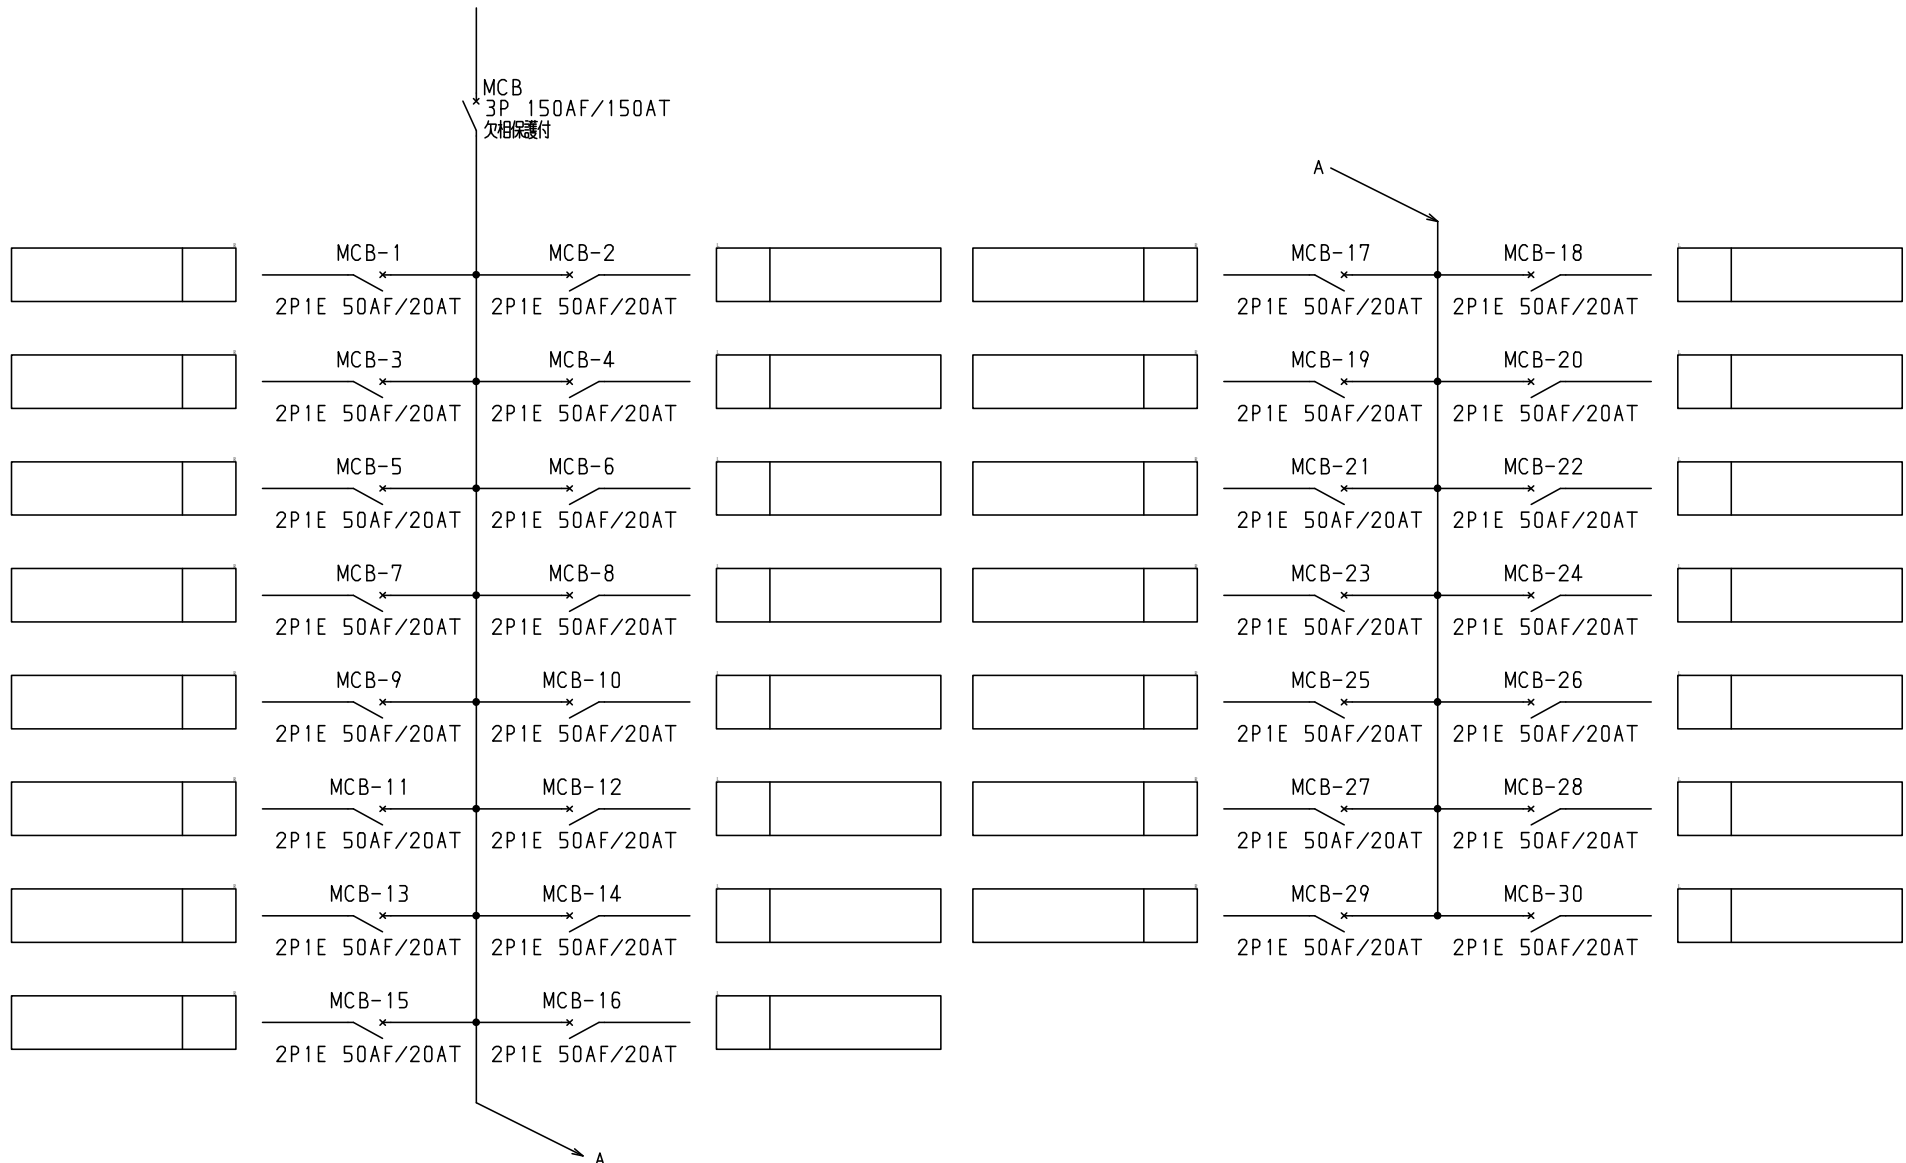 MCB
3P 150AF/150AT
欠相保護付
MCB-1 MCB-2
2P1E 50AF/20AT 2P1E 50AF/20AT
MCB-3 MCB-4
2P1E 50AF/20AT 2P1E 50AF/20AT
MCB-5 MCB-6
2P1E 50AF/20AT 2P1E 50AF/20AT
MCB-7 MCB-8
2P1E 50AF/20AT 2P1E 50AF/20AT
MCB-9 MCB-10
2P1E 50AF/20AT 2P1E 50AF/20AT
MCB-11 MCB-12
2P1E 50AF/20AT 2P1E 50AF/20AT
MCB-13 MCB-14
2P1E 50AF/20AT 2P1E 50AF/20AT
MCB-15 MCB-16
2P1E 50AF/20AT 2P1E 50AF/20AT
A
A
MCB-17 MCB-18
2P1E 50AF/20AT 2P1E 50AF/20AT
MCB-19 MCB-20
2P1E 50AF/20AT 2P1E 50AF/20AT
MCB-21 MCB-22
2P1E 50AF/20AT 2P1E 50AF/20AT
MCB-23 MCB-24
2P1E 50AF/20AT 2P1E 50AF/20AT
MCB-25 MCB-26
2P1E 50AF/20AT 2P1E 50AF/20AT
MCB-27 MCB-28
2P1E 50AF/20AT 2P1E 50AF/20AT
MCB-29 MCB-30
2P1E 50AF/20AT 2P1E 50AF/20AT